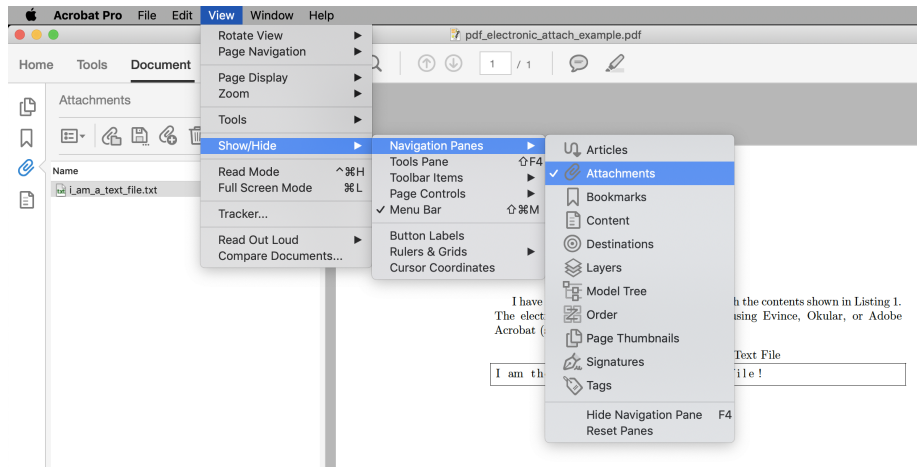 Acrobat Pro File Edit View Window Help
pdf_electronic_attach_example.pdf
Home Tools Document
1 / 1
Attachments
Name
i_am_a_text_file.txt
Rotate View
Page Navigation
Page Display
Zoom
Tools
Show/Hide
Read Mode ^⌘H
Full Screen Mode ⌘L
Tracker...
Read Out Loud
Compare Documents...
Navigation Panes
Tools Pane ⇧F4
Toolbar Items
Page Controls
✓ Menu Bar ⇧⌘M
Button Labels
Rulers & Grids
Cursor Coordinates
Articles
✓ Attachments
Bookmarks
Content
Destinations
Layers
Model Tree
Order
Page Thumbnails
Signatures
Tags
Hide Navigation Pane F4
Reset Panes
I have the contents shown in Listing 1.
The elect using Evince, Okular, or Adobe
Acrobat (
Text File
I am th ile!